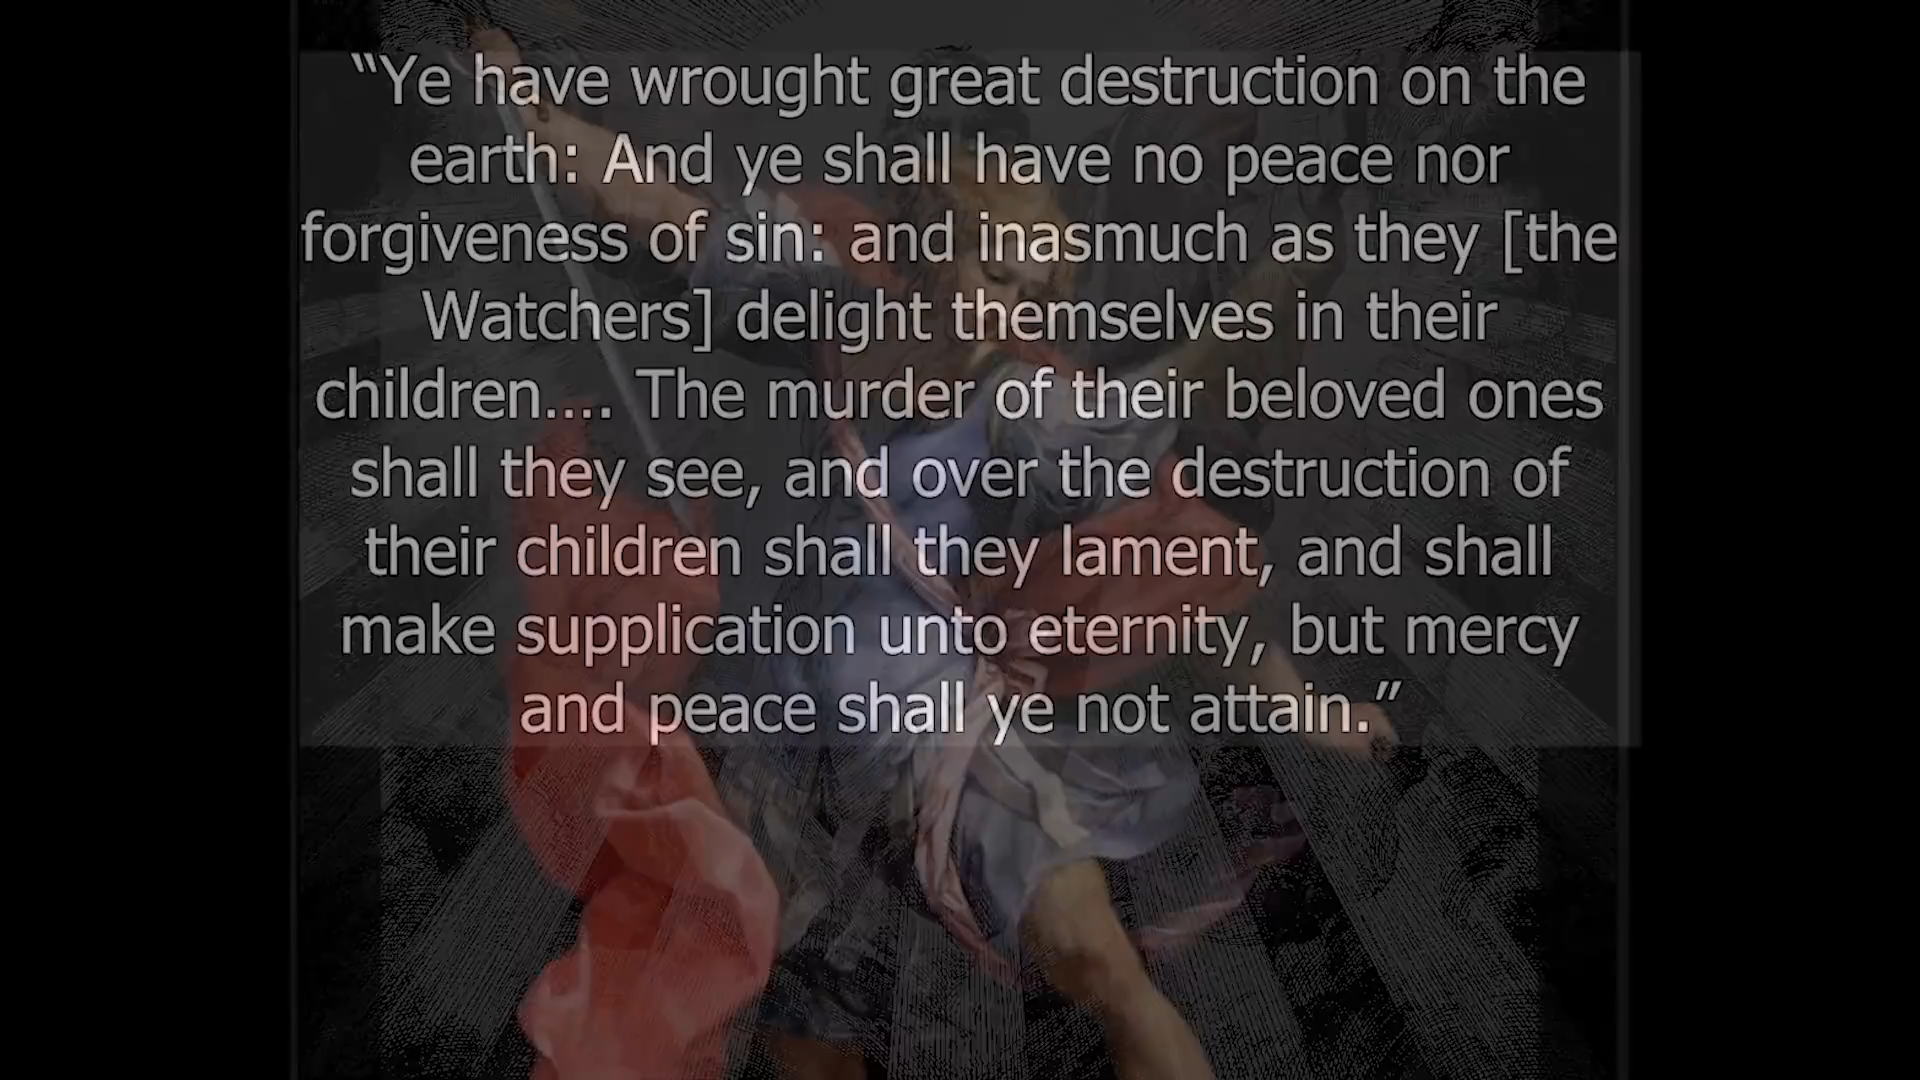 “Ye have wrought great destruction on the
earth: And ye shall have no peace nor
forgiveness of sin: and inasmuch as they [the
Watchers] delight themselves in their
children…. The murder of their beloved ones
shall they see, and over the destruction of
their children shall they lament, and shall
make supplication unto eternity, but mercy
and peace shall ye not attain.”